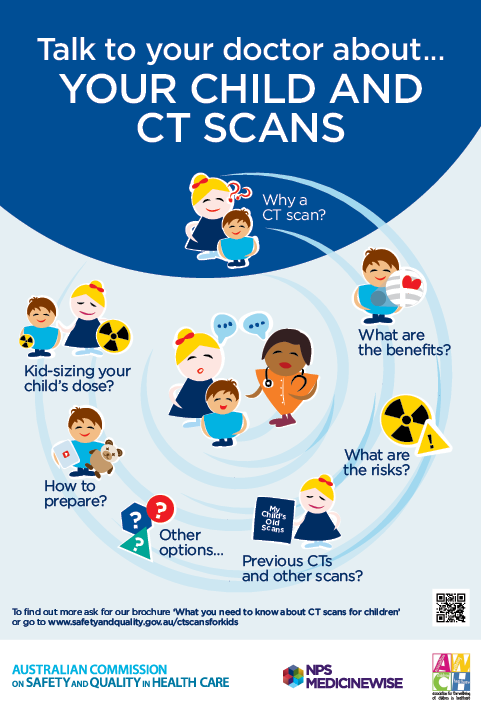 Talk to your doctor about...
YOUR CHILD AND
CT SCANS
Why a
CT scan?
What are
the benefits?
What are
the risks?
Previous CTs
and other scans?
My
Child's
Old
Scans
Other
options...
How to
prepare?
Kid-sizing your
child's dose?
To find out more ask for our brochure 'What you need to know about CT scans for children'
or go to www.safetyandquality.gov.au/ctscansforkids
AUSTRALIAN COMMISSION
ON SAFETY AND QUALITY IN HEALTH CARE
NPS
MEDICINEWISE
AW
CH